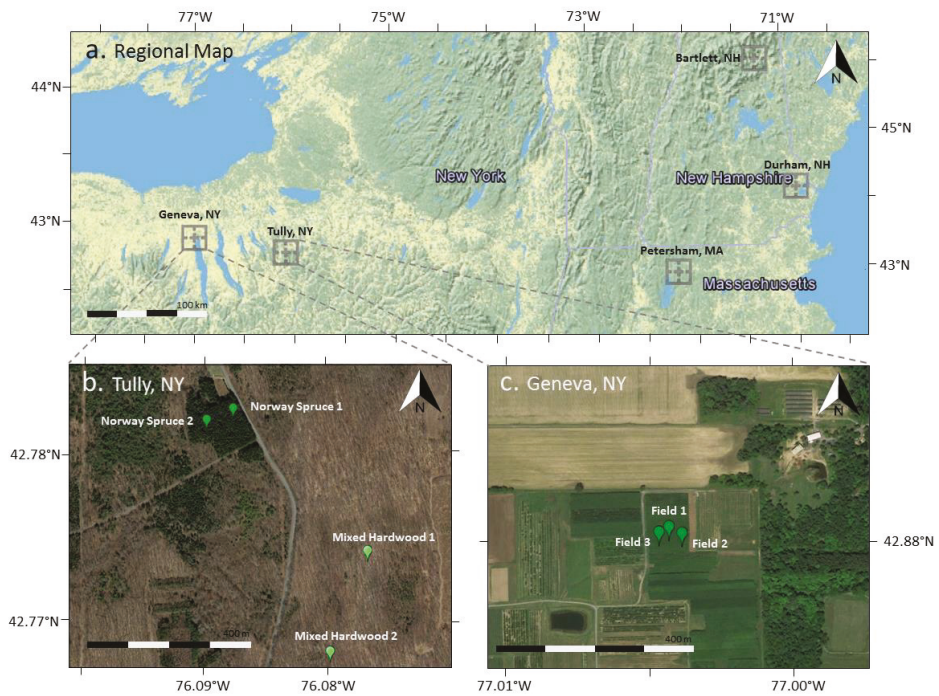 77°W 75°W 73°W 71°W
a. Regional Map
Bartlett, NH
N
44°N
45°N
Durham, NH
New York
New Hampshire
43°N
Geneva, NY
Tully, NY
Petersham, MA
43°N
Massachusetts
100 km
b. Tully, NY
N
c. Geneva, NY
N
Norway Spruce 1
Norway Spruce 2
42.78°N
Field 1
Field 3
Field 2
42.88°N
Mixed Hardwood 1
42.77°N
400 m
Mixed Hardwood 2
400 m
76.09°W 76.08°W 77.01°W 77.00°W